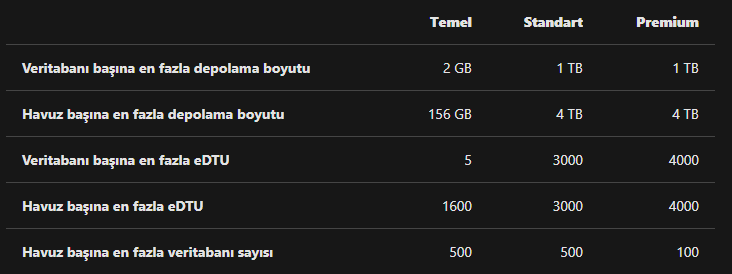 Temel Standart Premium
Veritabanı başına en fazla depolama boyutu 2 GB 1 TB 1 TB
Havuz başına en fazla depolama boyutu 156 GB 4 TB 4 TB
Veritabanı başına en fazla eDTU 5 3000 4000
Havuz başına en fazla eDTU 1600 3000 4000
Havuz başına en fazla veritabanı sayısı 500 500 100